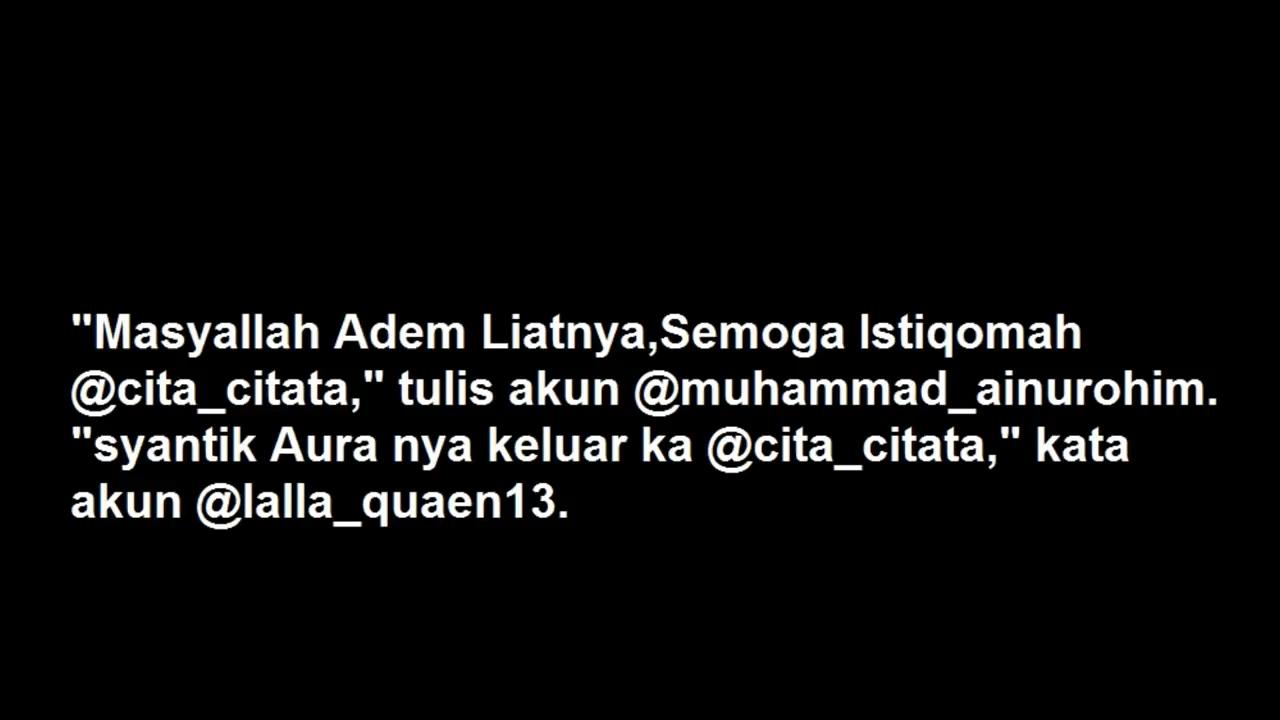 "Masyallah Adem Liatnya,Semoga Istiqomah
@cita_citata," tulis akun @muhammad_ainurohim.
"syantik Aura nya keluar ka @cita_citata," kata
akun @lalla_quaen13.